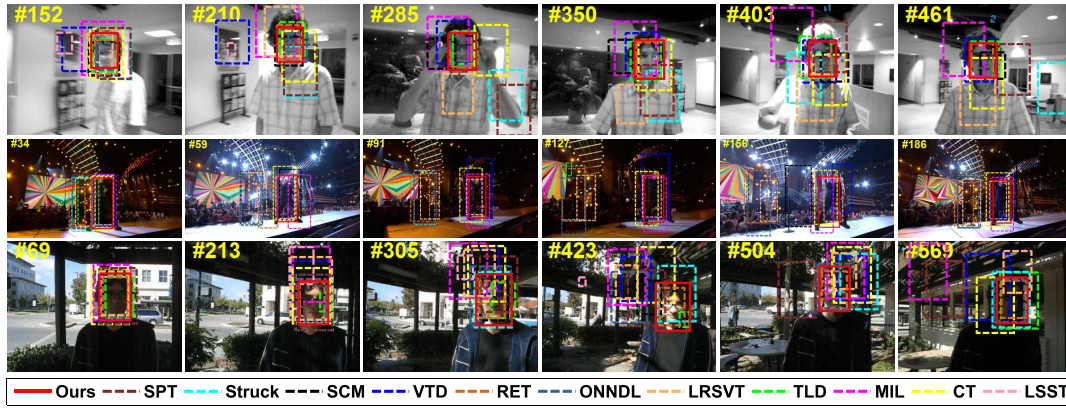 #152 #210 #285 #350 #403 #461
#34 #59 #91 #127 #156 #186
#69 #213 #305 #423 #504 #569
Ours SPT Struck SCM VTD RET ONNDL LRSVT TLD MIL CT LSST